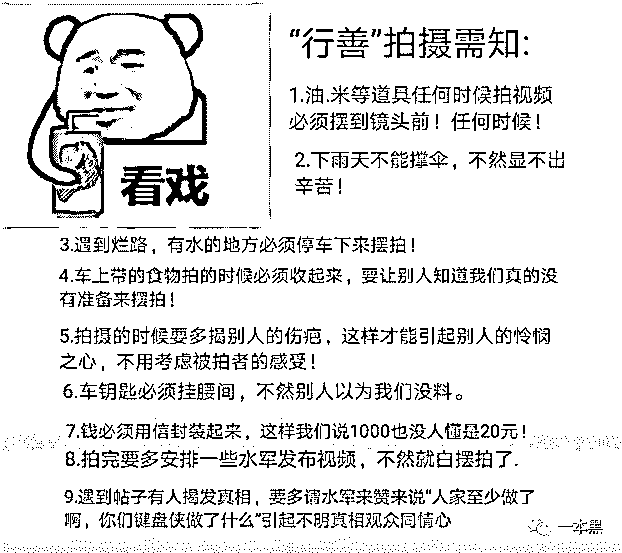 “行善”拍摄需知:
1.油.米等道具任何时候拍视频
必须摆到镜头前！任何时候！
2.下雨天不能撑伞，不然显不出
辛苦！
看戏
3.遇到烂路，有水的地方必须停车下来摆拍！
4.车上带的食物拍的时候必须收起来，要让别人知道我们真的没
有准备来摆拍！
5.拍摄的时候要多揭别人的伤疤，这样才能引起别人的怜悯
之心，不用考虑被拍者的感受！
6.车钥匙必须挂腰间，不然别人以为我们没料。
7.钱必须用信封装起来，这样我们说1000也没人懂是20元！
8.拍完要多安排一些水军发布视频，不然就白摆拍了.
9.遇到帖子有人揭发真相，要多请水军来赞来说“人家至少做了
啊，你们键盘侠做了什么”引起不明真相观众同情心
一本黑